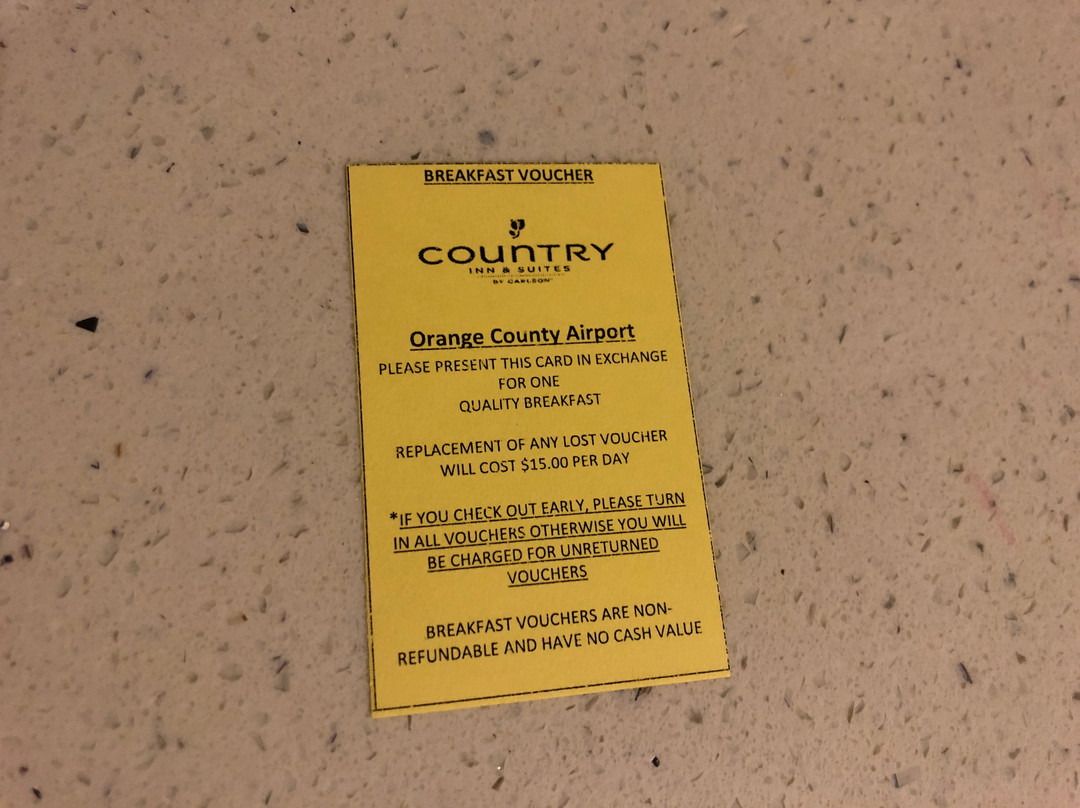 BREAKFAST VOUCHER
COUNTRY
INN & SUITES
BY CARLSON
Orange County Airport
PLEASE PRESENT THIS CARD IN EXCHANGE
FOR ONE
QUALITY BREAKFAST
REPLACEMENT OF ANY LOST VOUCHER
WILL COST $15.00 PER DAY
*IF YOU CHECK OUT EARLY, PLEASE TURN
IN ALL VOUCHERS OTHERWISE YOU WILL
BE CHARGED FOR UNRETURNED
VOUCHERS
BREAKFAST VOUCHERS ARE NON-
REFUNDABLE AND HAVE NO CASH VALUE